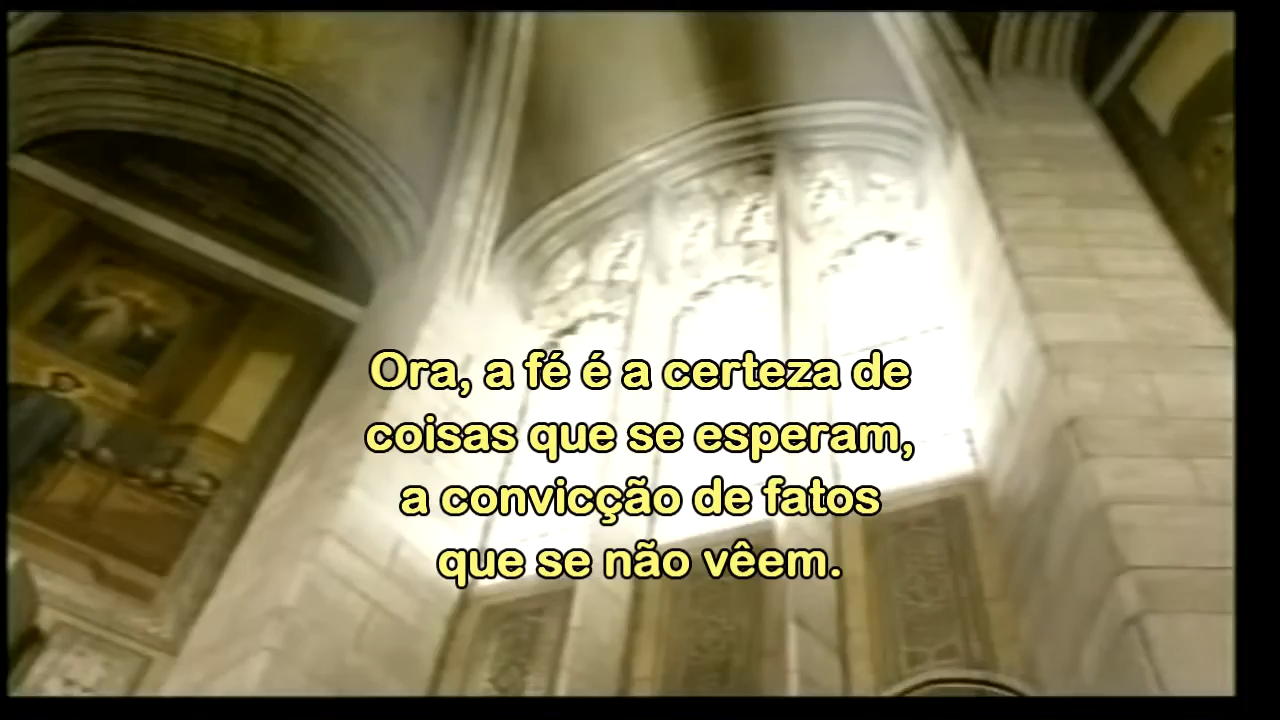 Ora, a fé é a certeza de
coisas que se esperam,
a convicção de fatos
que se não vêem.